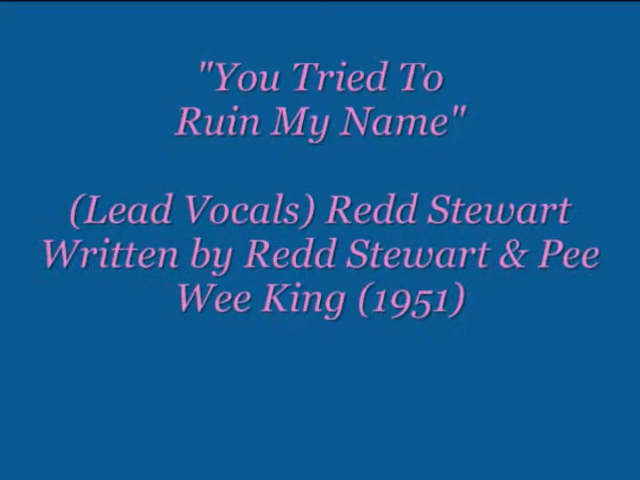 "You Tried To
Ruin My Name"
(Lead Vocals) Redd Stewart
Written by Redd Stewart & Pee
Wee King (1951)